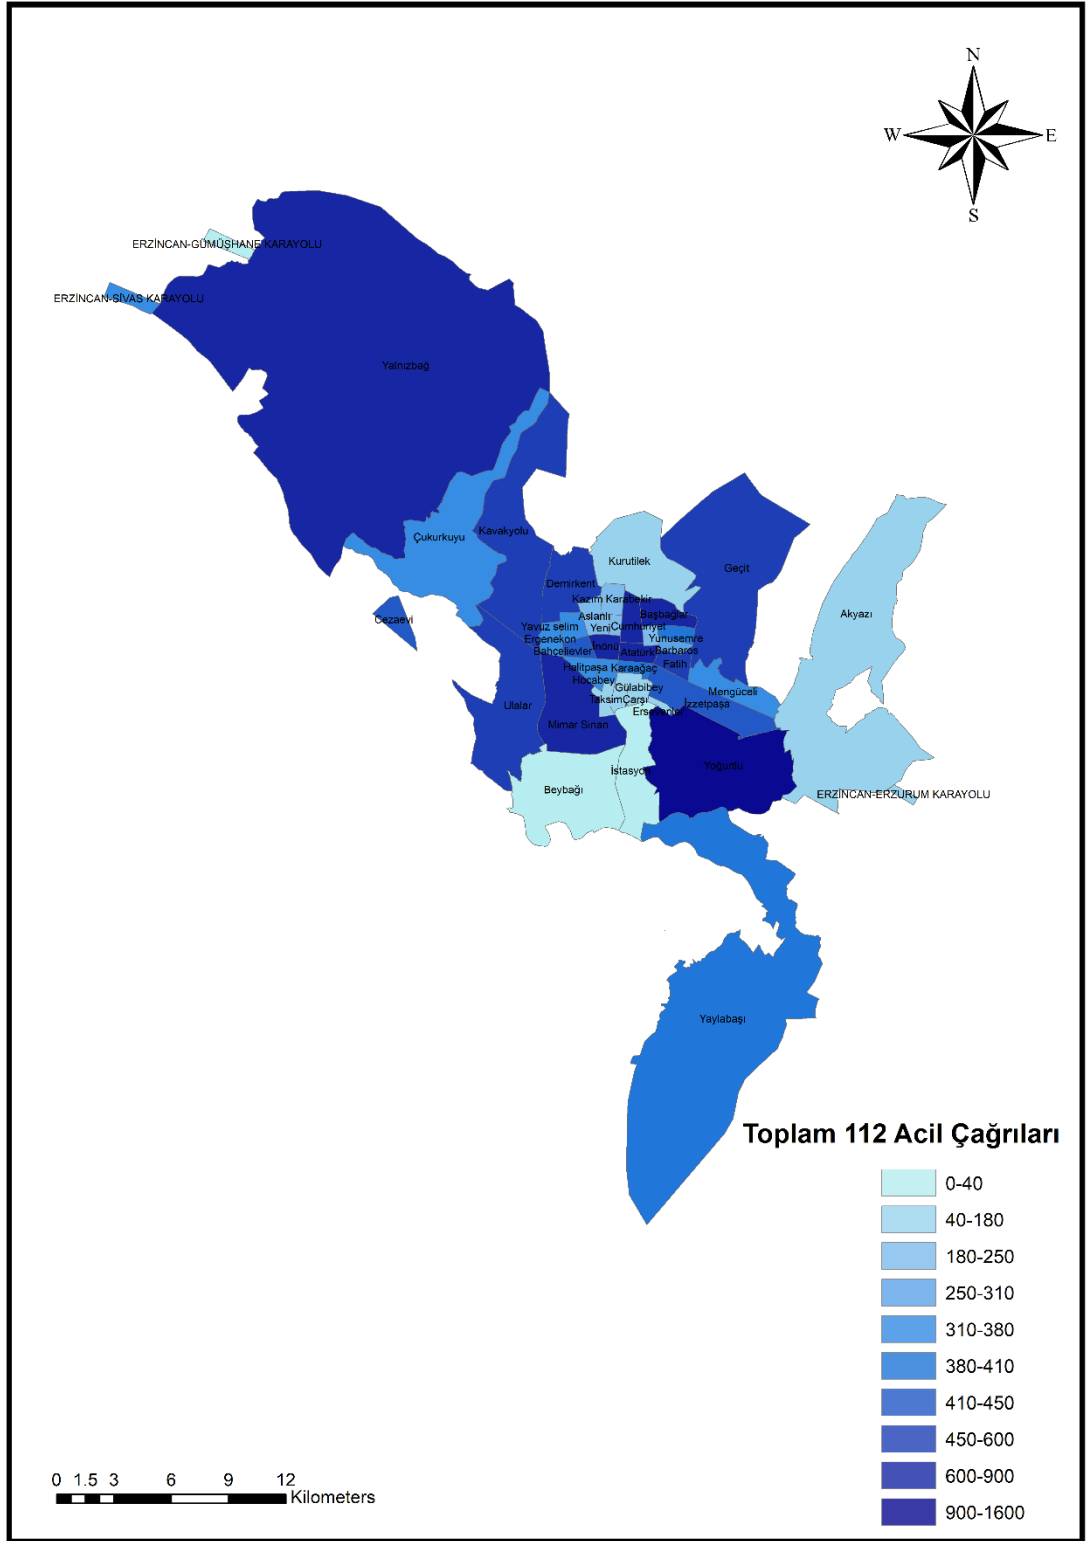 N
W
E
S
ERZİNCAN-GÜMÜŞHANE KARAYOLU
ERZİNCAN-SİVAS KARAYOLU
Yalnızbağ
Kavakyolu
Çukurkuyu
Kurutilek
Geçit
Demirkent
Kazım Karabekir
Akyazı
Aslanlı
Başbağlar
Cezaevi
Yavuz selim
Yeni
Cumhuriyet
Ergenekon
Yunusemre
Bahçelievler
İnönü
Atatürk
Barbaros
Halitpaşa
Karaağaç
Fatih
Hocabey
Gülabibey
Mengüceli
Ulalar
Taksim
Çarşı
İzzetpaşa
Ersevenler
Mimar Sinan
İstasyon
Yoğurtlu
Beybağı
ERZİNCAN-ERZURUM KARAYOLU
Yaylabaşı
Toplam 112 Acil Çağrıları
0-40
40-180
180-250
250-310
310-380
380-410
410-450
450-600
600-900
900-1600
0 1.5 3 6 9 12
Kilometers